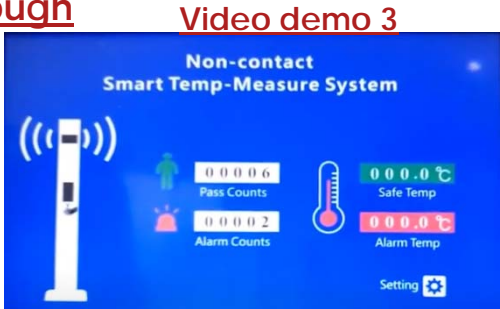 ough
Video demo 3
Non-contact
Smart Temp-Measure System
00006
Pass Counts
000.0 ℃
Safe Temp
00002
Alarm Counts
000.0 ℃
Alarm Temp
Setting